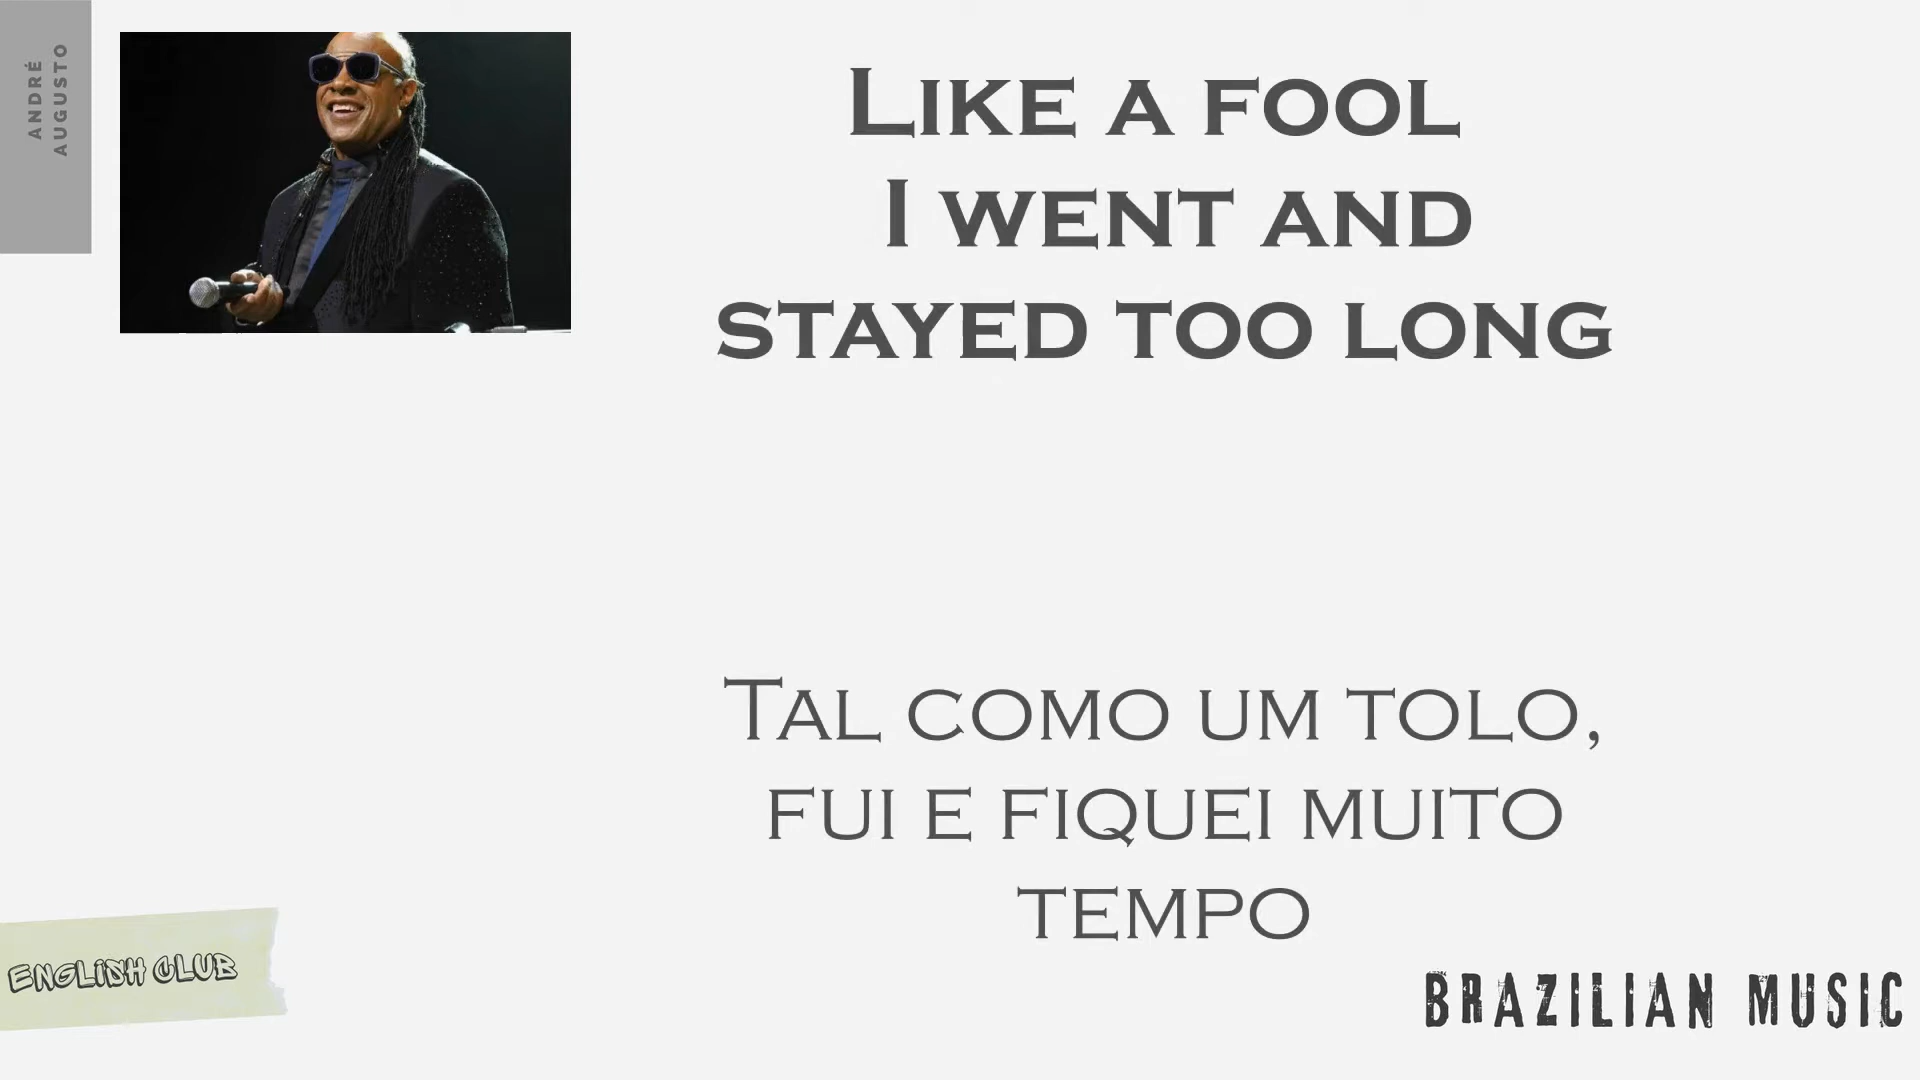 ANDRÉ
AUGUSTO
LIKE A FOOL
I WENT AND
STAYED TOO LONG
TAL COMO UM TOLO,
FUI E FIQUEI MUITO
TEMPO
ENGLISH CLUB
BRAZILIAN MUSIC